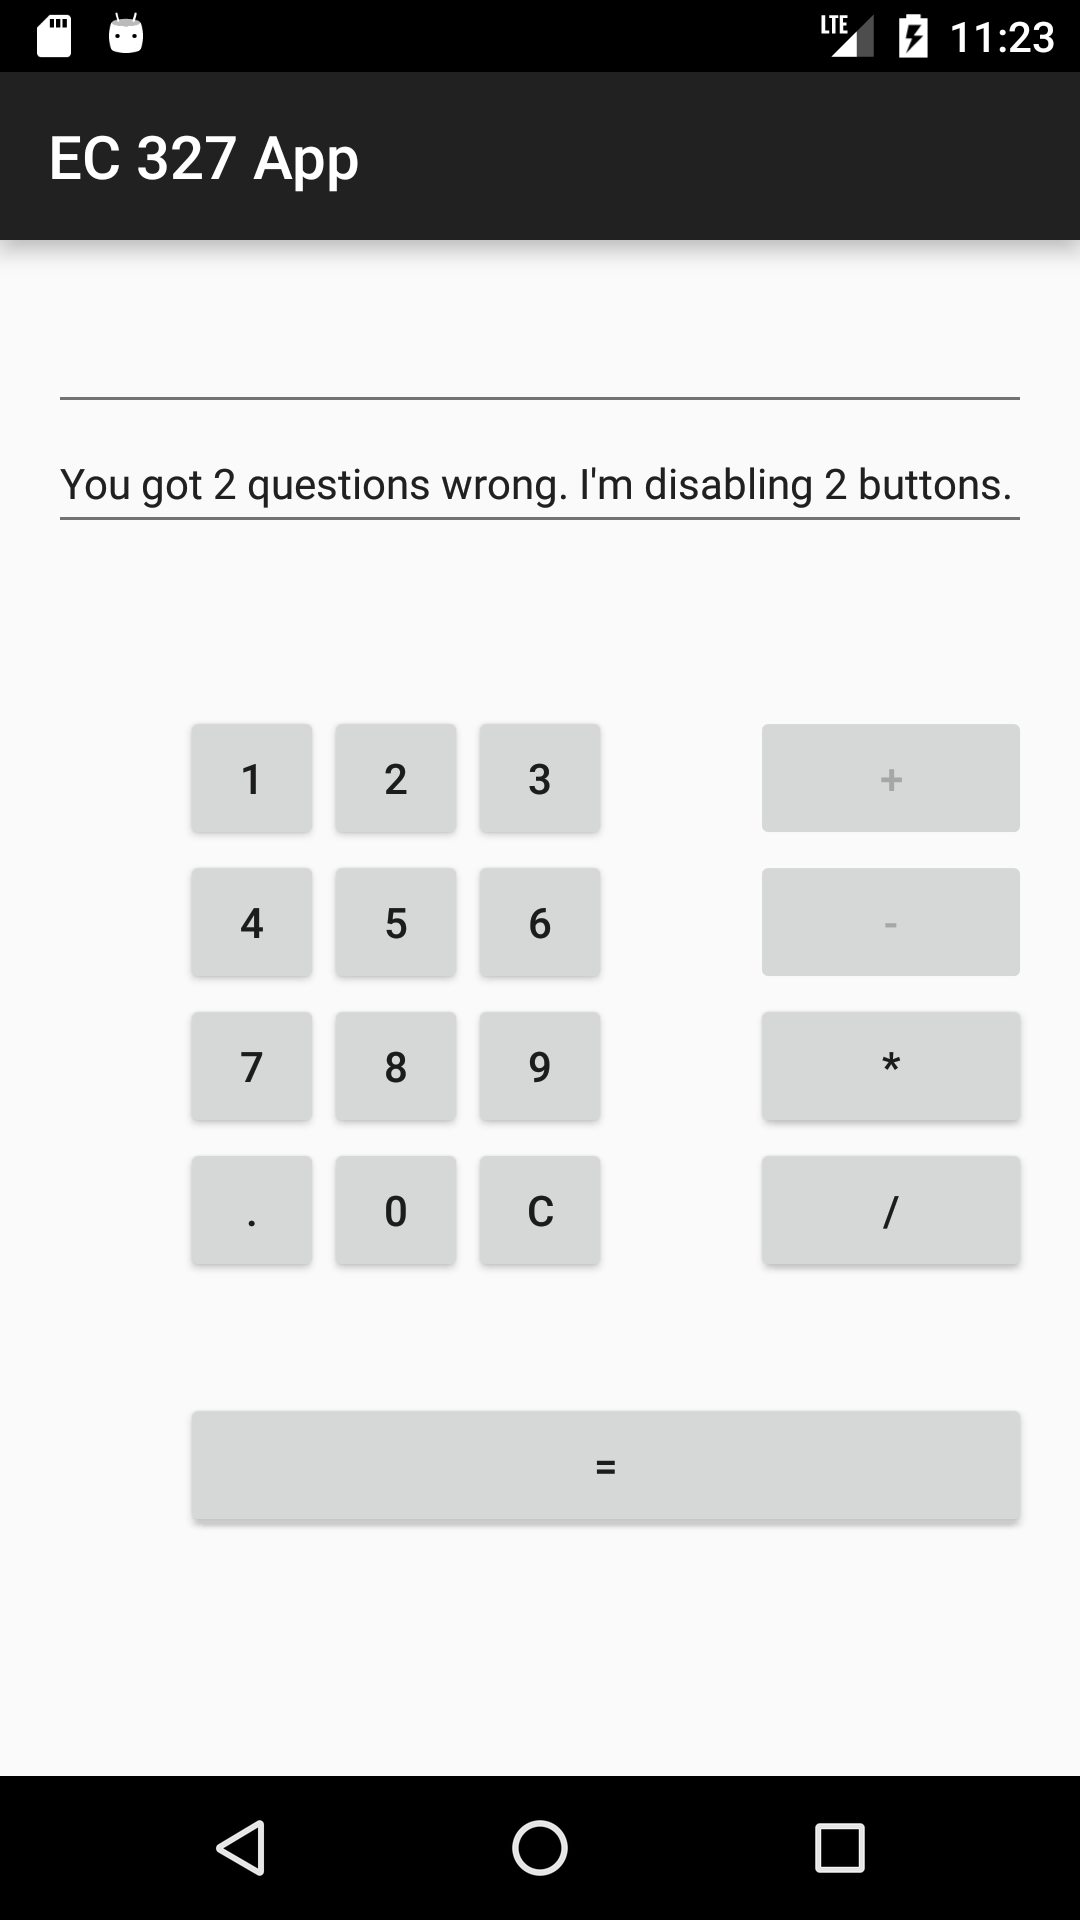 LTE 11:23
EC 327 App
You got 2 questions wrong. I'm disabling 2 buttons.
1 2 3 +
4 5 6 -
7 8 9 *
. 0 C /
=